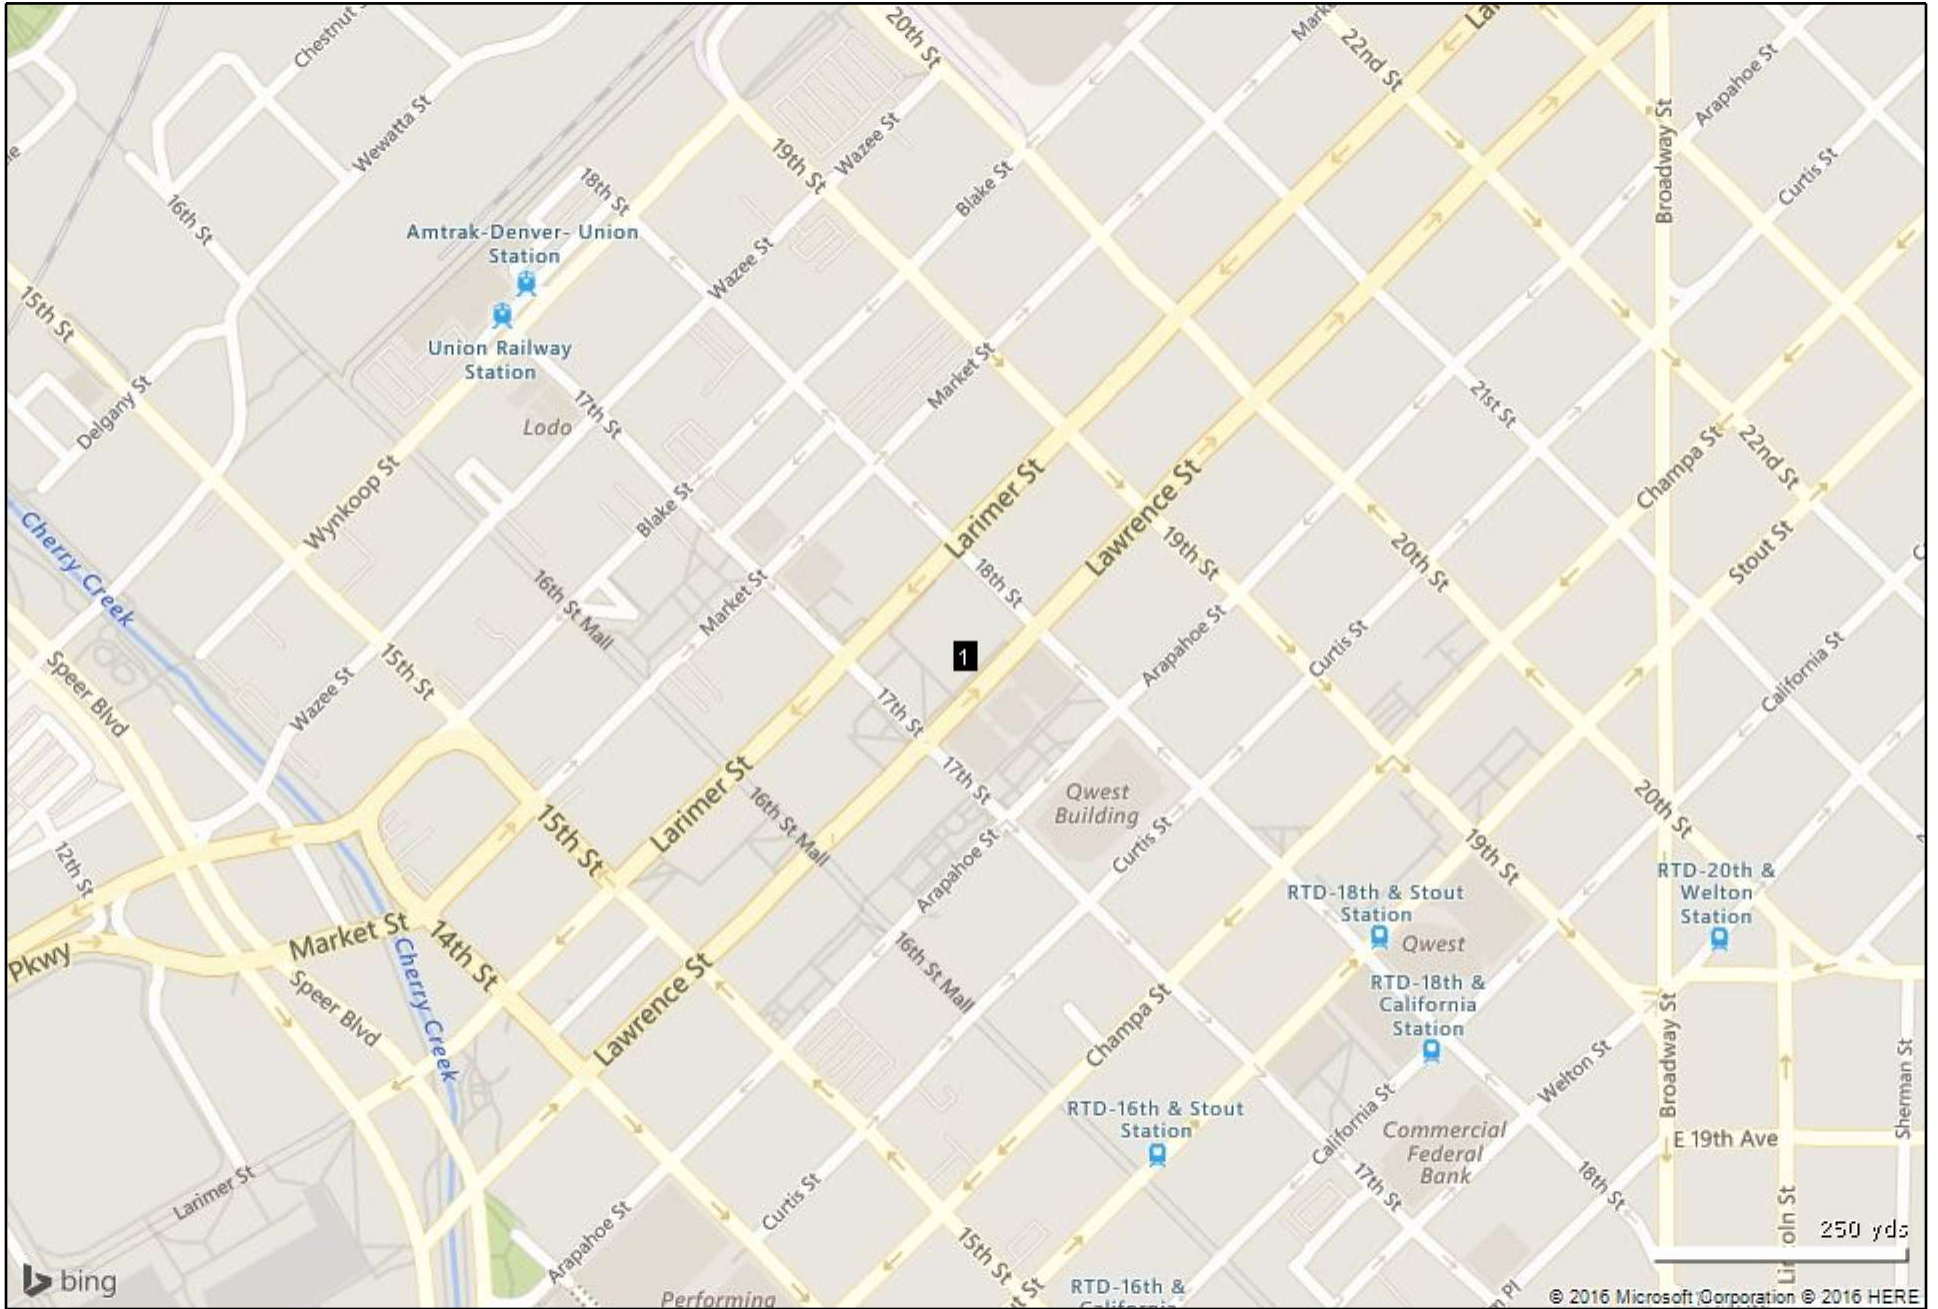 20th St
Mark
22nd St
Chestnut
Wewatta St
Arapahoe St
Broadway St
19th St
Wazee St
Blake St
Curtis St
18th St
16th St
Amtrak-Denver- Union
Station
Wazee St
15th St
Union Railway
Station
Market St
Delgany St
17th St
Lodo
21st St
Champa St
22nd St
Wynkoop St
Blake St
Larimer St
Lawrence St
Cherry Creek
19th St
20th St
Stout St
16th St Mall
Market St
18th St
Arapahoe St
Curtis St
1
California St
Speer Blvd
15th St
Wazee St
17th St
17th St
Larimer St
16th St Mall
Qwest
Building
20th St
15th St
Curtis St
19th St
12th St
Arapahoe St
RTD-18th & Stout
Station
RTD-20th &
Welton
Station
Qwest
Pkwy
Market St
14th St
16th St Mall
Cherry Creek
Lawrence St
Speer Blvd
Champa St
RTD-18th &
California
Station
Broadway St
Welton St
Sherman St
RTD-16th & Stout
Station
California St
Commercial
Federal
Bank
E 19th Ave
Larimer St
17th St
18th St
Curtis St
Arapahoe St
15th St
Lincoln St
250 yds
bing
Performing
RTD-16th &
© 2016 Microsoft Corporation © 2016 HERE